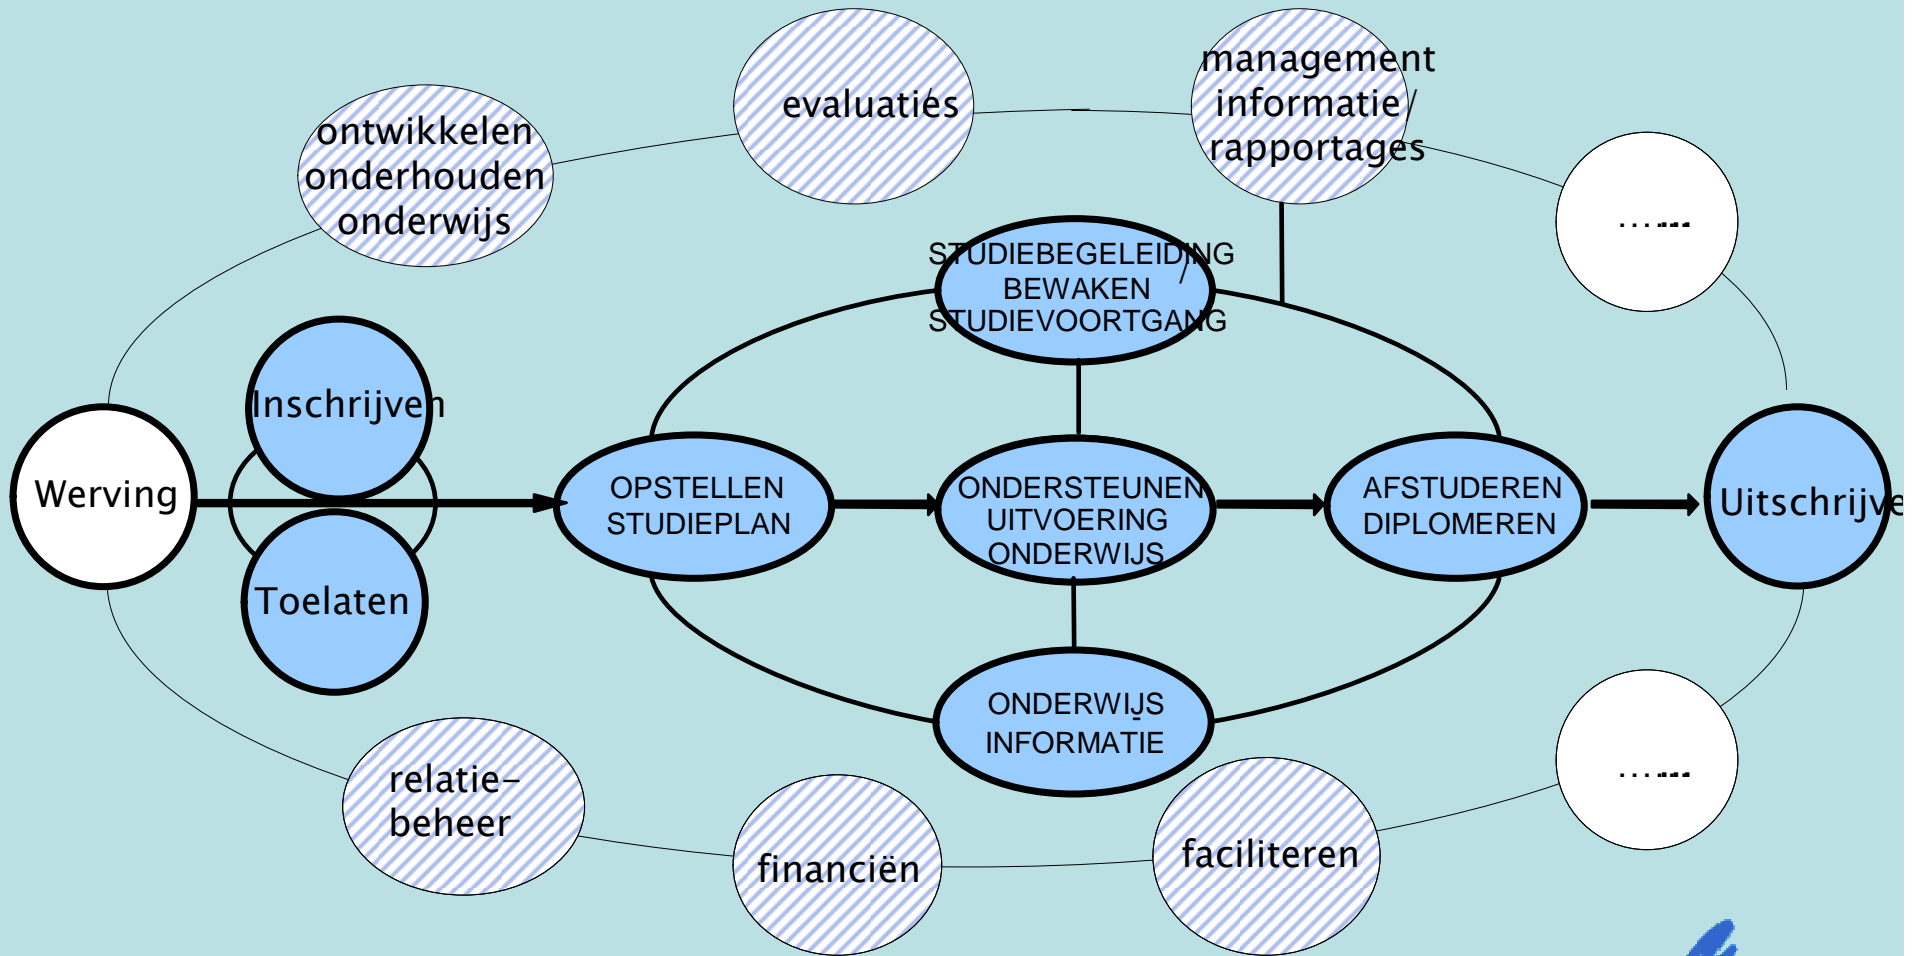 ontwikkelen
onderhouden
onderwijs
evaluaties /
management
informatie /
rapportages
.......
STUDIEBEGELEIDING /
BEWAKEN
STUDIEVOORTGANG
Inschrijven
Werving
Toelaten
OPSTELLEN
STUDIEPLAN
ONDERSTEUNEN
UITVOERING
ONDERWIJS
AFSTUDEREN
DIPLOMEREN
Uitschrijve
ONDERWIJS-
INFORMATIE
relatie-
beheer
financiën
faciliteren
.......